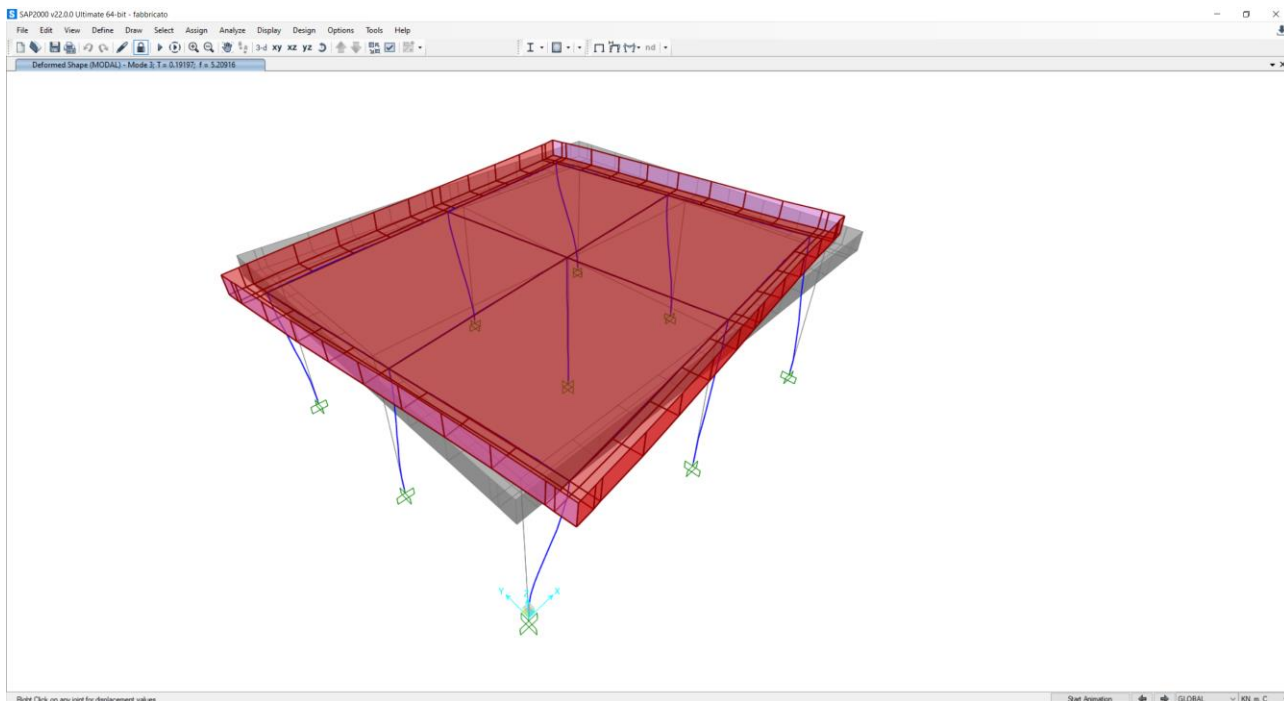 SAP2000 v22.0.0 Ultimate 64-bit - fabbricato
File Edit View Define Draw Select Assign Analyze Display Design Options Tools Help
3-d xy xz yz nd
Deformed Shape (MODAL) - Mode 3; T = 0.19197; f = 5.20916
Y Z X
Right Click on any joint for displacement values
Start Animation GLOBAL KN, m, C